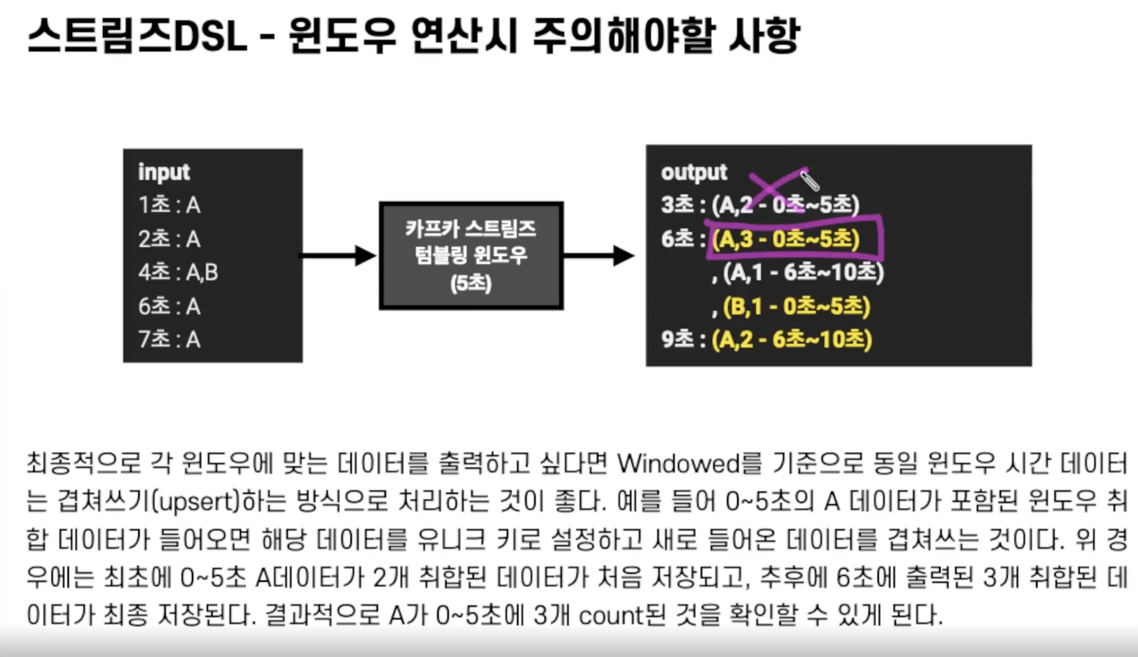 스트림즈DSL - 윈도우 연산시 주의해야할 사항
input
1초 : A
2초 : A
4초 : A,B
6초 : A
7초 : A
카프카 스트림즈
텀블링 윈도우
(5초)
output
3초 : (A,2 - 0초~5초)
6초 : (A,3 - 0초~5초)
, (A,1 - 6초~10초)
, (B,1 - 0초~5초)
9초 : (A,2 - 6초~10초)
최종적으로 각 윈도우에 맞는 데이터를 출력하고 싶다면 Windowed를 기준으로 동일 윈도우 시간 데이터
는 겹쳐쓰기(upsert)하는 방식으로 처리하는 것이 좋다. 예를 들어 0~5초의 A 데이터가 포함된 윈도우 취
합 데이터가 들어오면 해당 데이터를 유니크 키로 설정하고 새로 들어온 데이터를 겹쳐쓰는 것이다. 위 경
우에는 최초에 0~5초 A데이터가 2개 취합된 데이터가 처음 저장되고, 추후에 6초에 출력된 3개 취합된 데
이터가 최종 저장된다. 결과적으로 A가 0~5초에 3개 count된 것을 확인할 수 있게 된다.